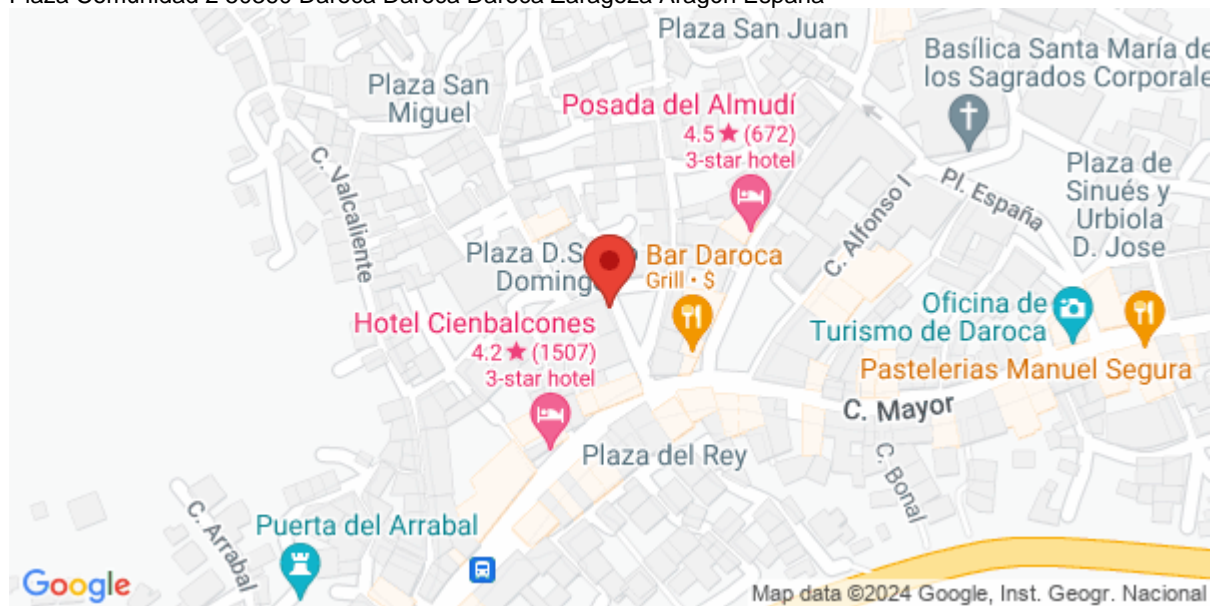 Plaza Comunidad 2 Daroca Daroca Daroca Zaragoza Aragón España
Plaza San Juan
Basílica Santa María de
los Sagrados Corporale
Plaza San
Miguel
Posada del Almudí
4.5 ★ (672)
3-star hotel
C. Valcaliente
Plaza de
Sinués y
Urbiola
D. Jose
Pl. España
C. Alfonso I
Plaza
Bar Daroca
Grill • $
Hotel Cienbalcones
4.2 ★ (1507)
3-star hotel
Oficina de
Turismo de Daroca
Pastelerias Manuel Segura
C. Mayor
Plaza del Rey
C. Bonal
C. Arrabal
Puerta del Arrabal
Google
Map data ©2024 Google, Inst. Geogr. Nacional